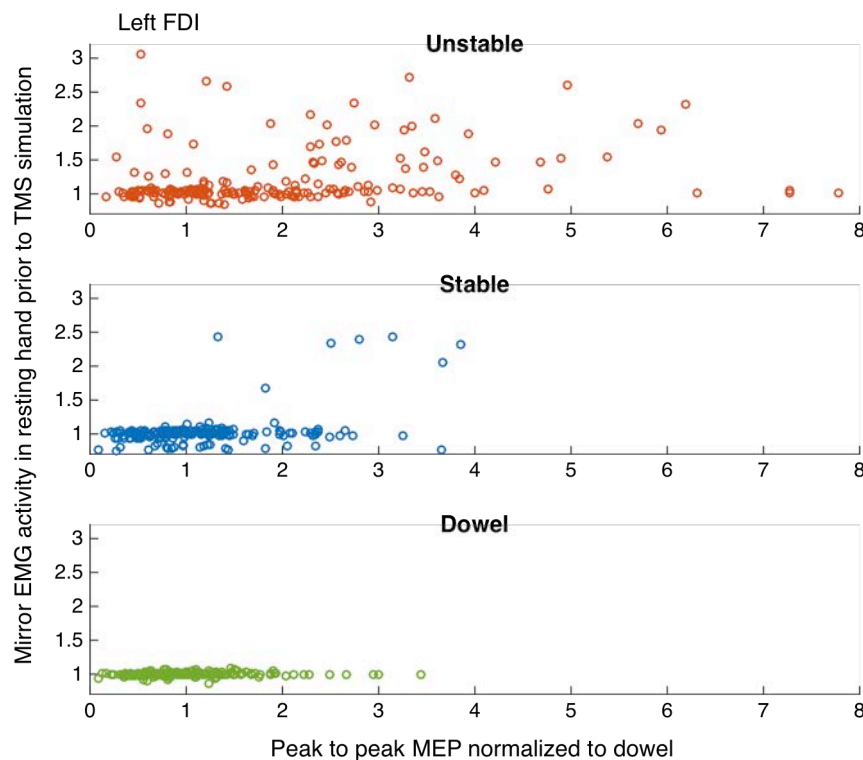 Left FDI
Unstable
3
2.5
2
1.5
1
0 1 2 3 4 5 6 7 8
Stable
3
2.5
2
1.5
1
0 1 2 3 4 5 6 7 8
Dowel
3
2.5
2
1.5
1
0 1 2 3 4 5 6 7 8
Mirror EMG activity in resting hand prior to TMS simulation
Peak to peak MEP normalized to dowel